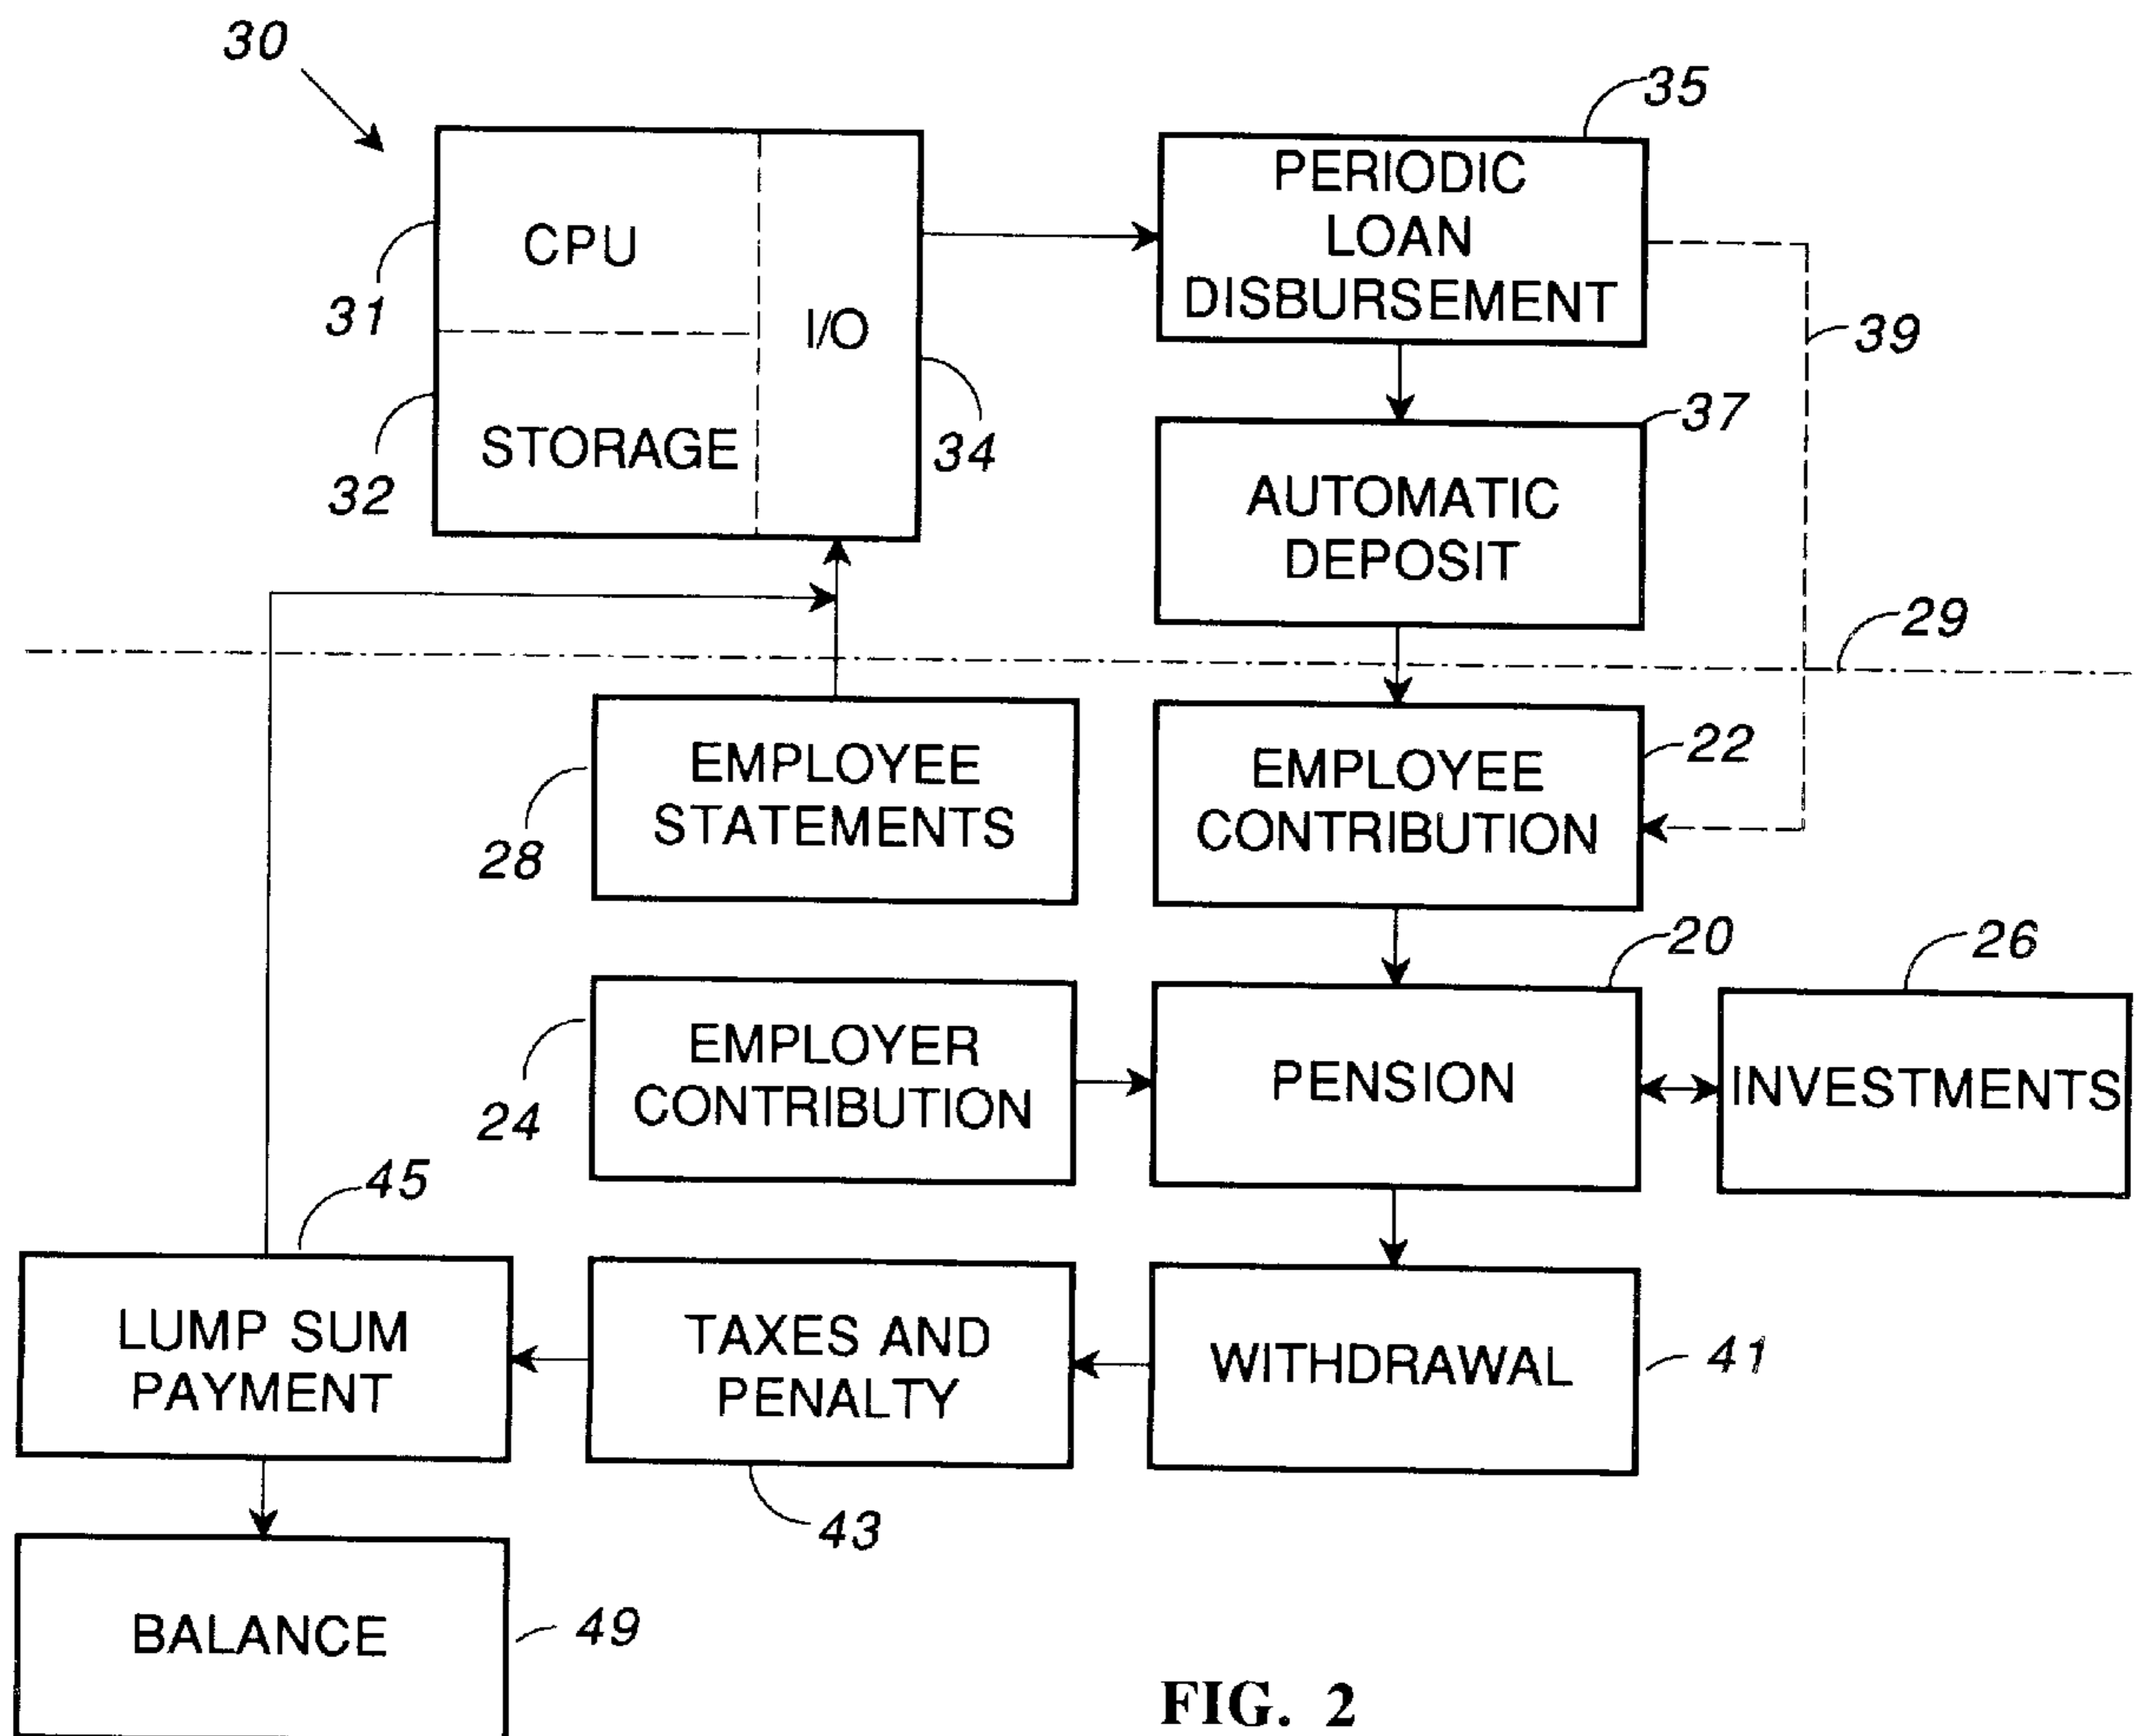 30
35
PERIODIC
LOAN
DISBURSEMENT
CPU
31
I/O
39
37
34
STORAGE
32
AUTOMATIC
DEPOSIT
29
EMPLOYEE
STATEMENTS
28
22
EMPLOYEE
CONTRIBUTION
20
26
EMPLOYER
CONTRIBUTION
24
PENSION
INVESTMENTS
45
LUMP SUM
PAYMENT
TAXES AND
PENALTY
WITHDRAWAL
41
43
BALANCE
49
FIG. 2